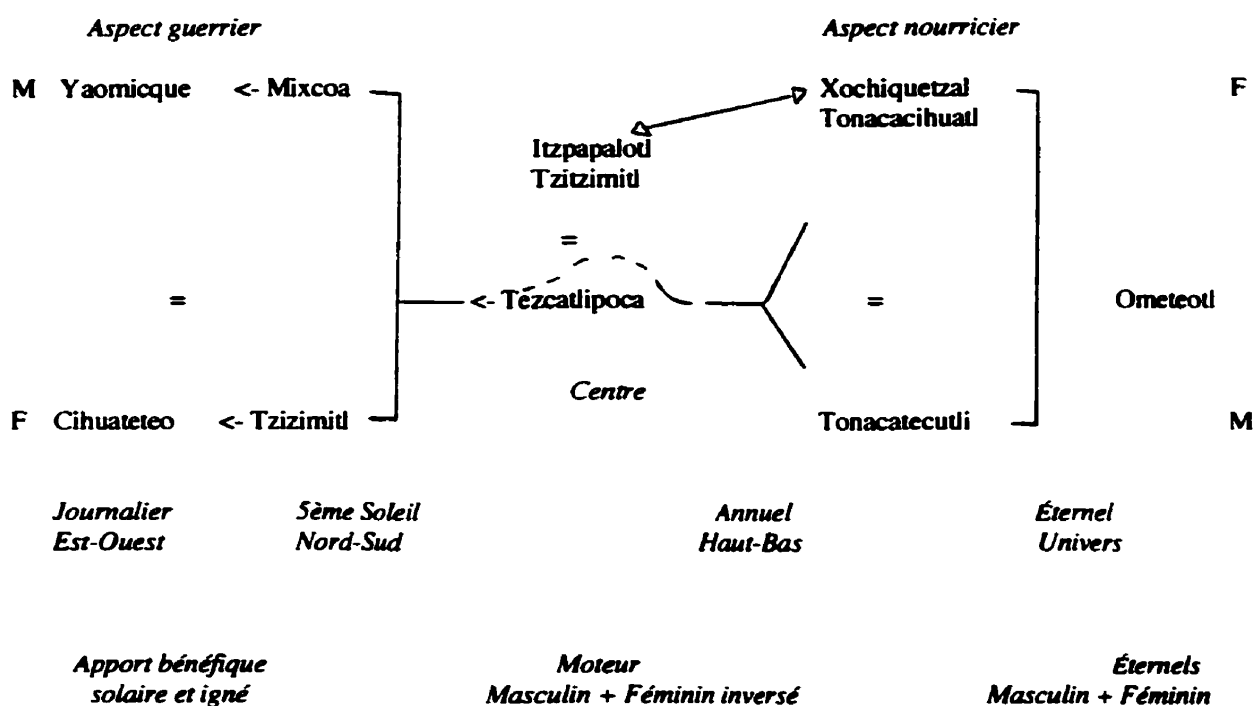 Aspect guerrier Aspect nourricier
M Yaomicque <- Mixcoa Xochiquetzal F
Tonacacihuatl
Itzpapalotl
Tzitzimitl
=
= <- Tezcatlipoca = Ometeotl
Centre
F Cihuateteo <- Tzizimitl Tonacatecutli M
Journalier 5ème Soleil Annuel Éternel
Est-Ouest Nord-Sud Haut-Bas Univers
Apport bénéfique Moteur Éternels
solaire et igné Masculin + Féminin inversé Masculin + Féminin